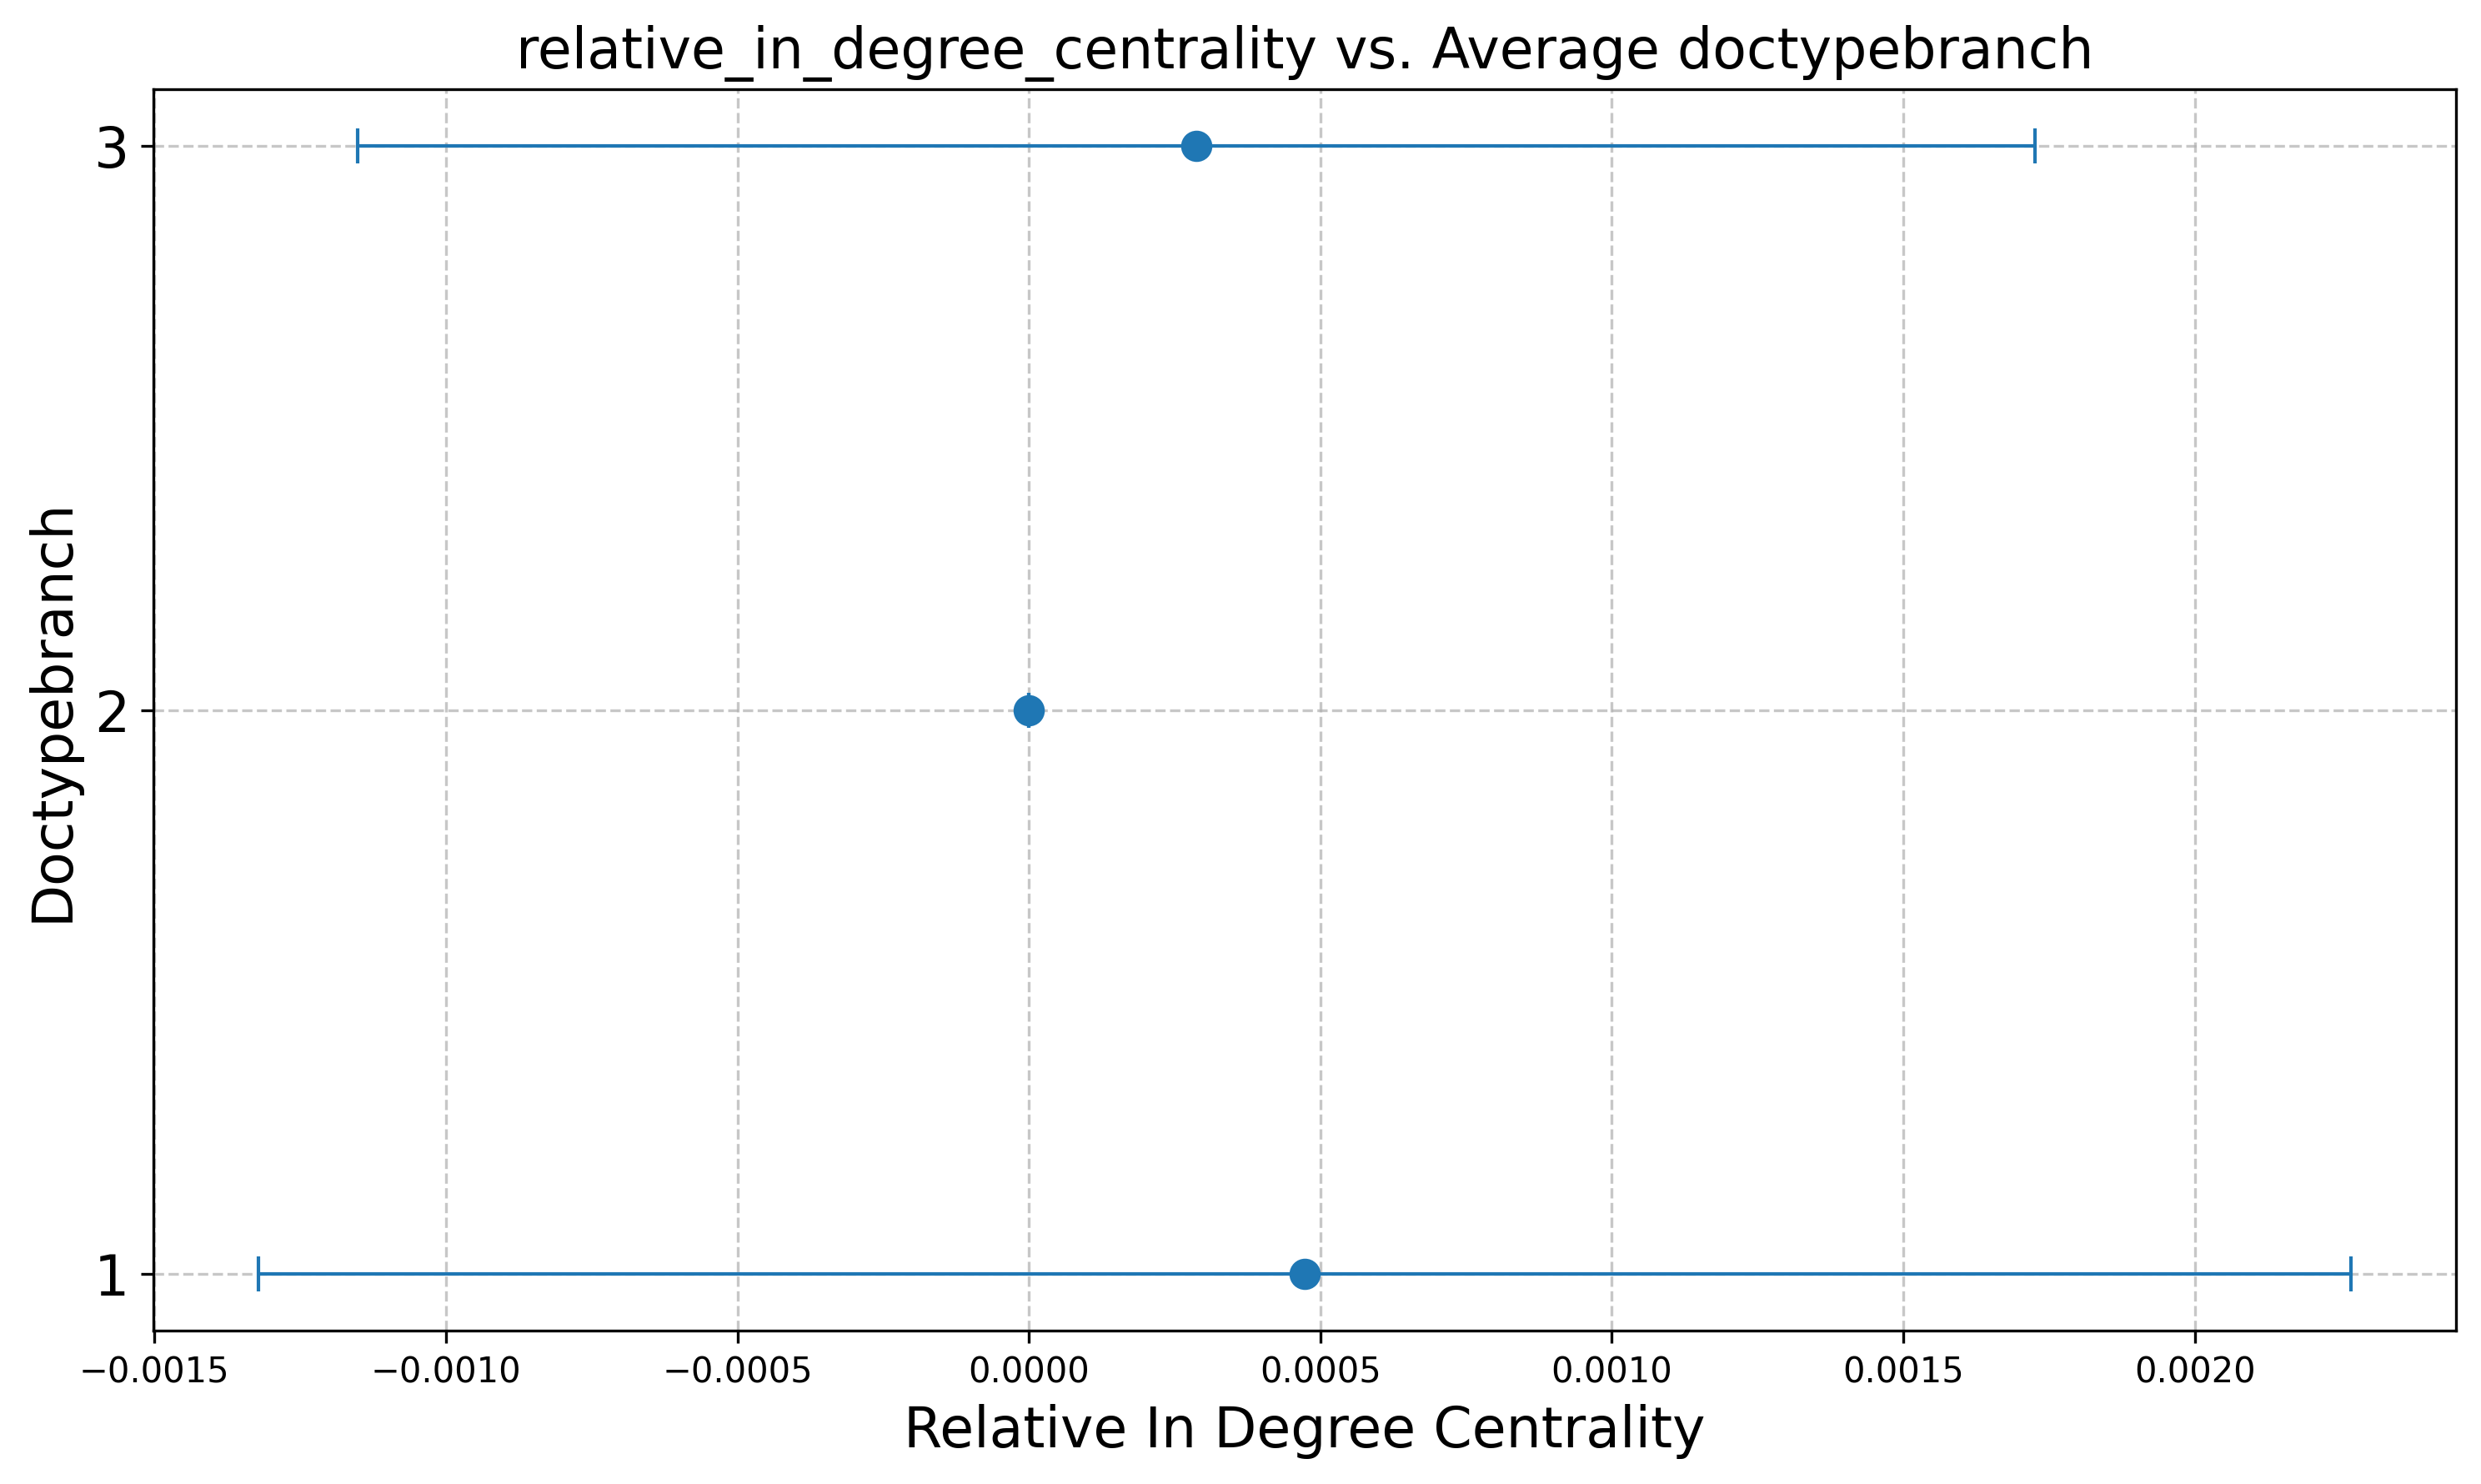 relative_in_degree_centrality vs. Average doctypebranch
3
2
1
Doctypebranch
−0.0015 −0.0010 −0.0005 0.0000 0.0005 0.0010 0.0015 0.0020
Relative In Degree Centrality